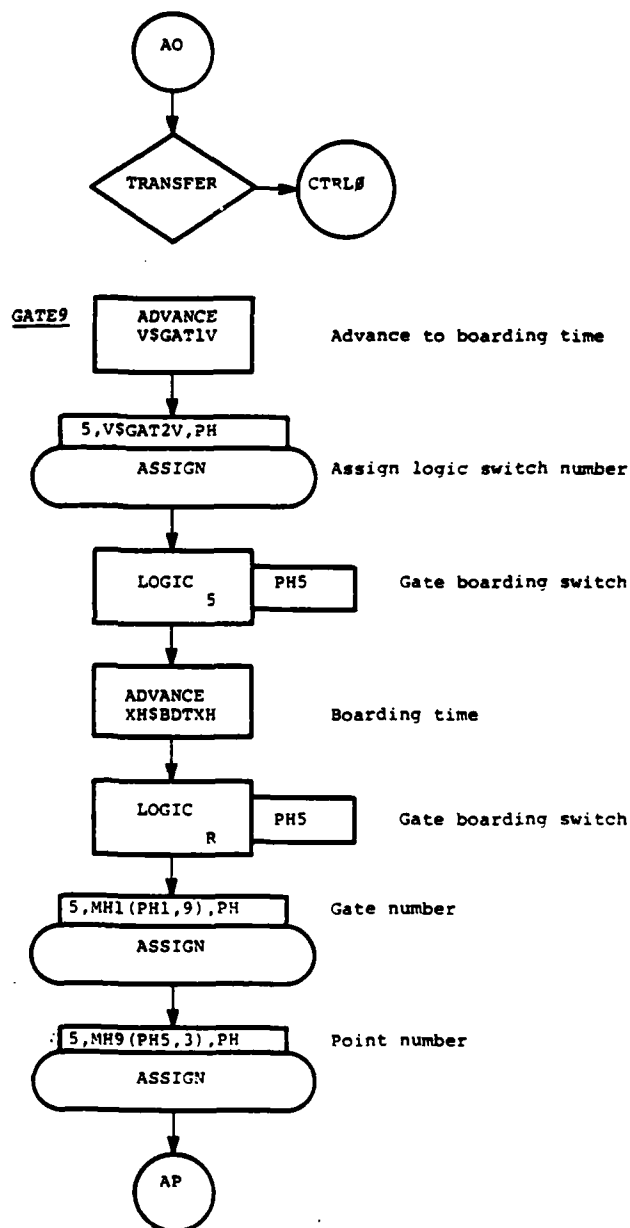 AO
TRANSFER
CTRLØ
GATE9
ADVANCE
V$GAT1V
Advance to boarding time
5,V$GAT2V,PH
ASSIGN
Assign logic switch number
LOGIC
5
PH5
Gate boarding switch
ADVANCE
XH$BDTXH
Boarding time
LOGIC
R
PH5
Gate boarding switch
5,MH1(PH1,9),PH
Gate number
ASSIGN
5,MH9(PH5,3),PH
Point number
ASSIGN
AP